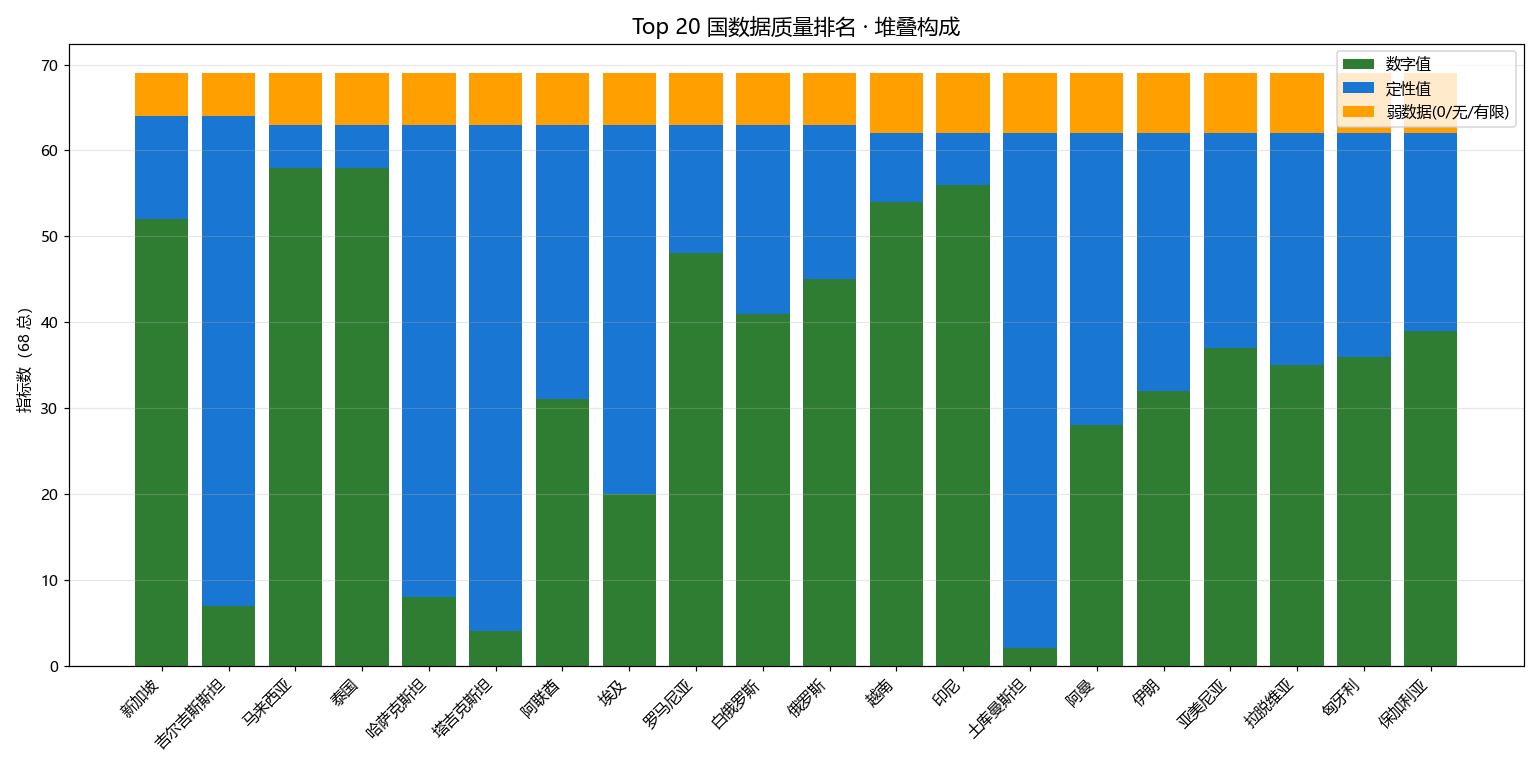 Top 20 国数据质量排名 · 堆叠构成
数字值
定性值
弱数据(0/无/有限)
指标数 (68 总)
70
60
50
40
30
20
10
0
新加坡
吉尔吉斯斯坦
马来西亚
泰国
哈萨克斯坦
塔吉克斯坦
阿联酋
埃及
罗马尼亚
白俄罗斯
俄罗斯
越南
印尼
土库曼斯坦
阿曼
伊朗
亚美尼亚
拉脱维亚
匈牙利
保加利亚